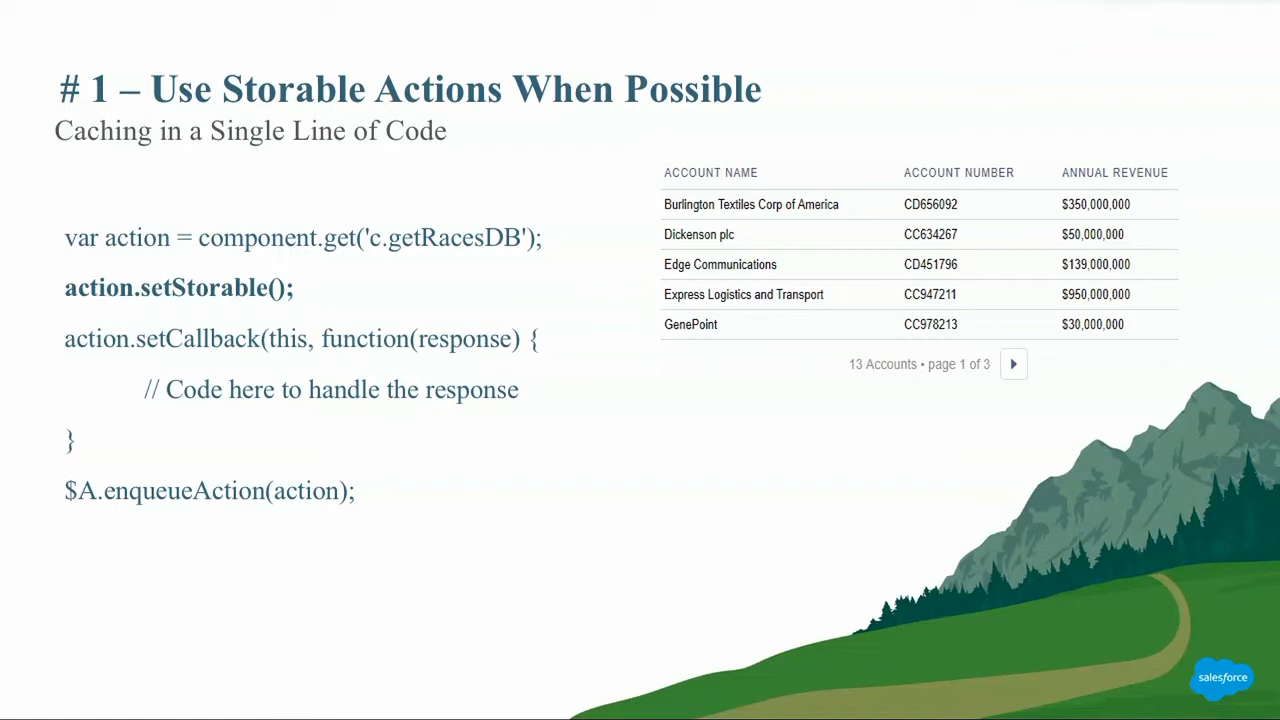 # 1 – Use Storable Actions When Possible
Caching in a Single Line of Code
var action = component.get('c.getRacesDB');
action.setStorable();
action.setCallback(this, function(response) {
// Code here to handle the response
}
$A.enqueueAction(action);
ACCOUNT NAME ACCOUNT NUMBER ANNUAL REVENUE
Burlington Textiles Corp of America CD656092 $350,000,000
Dickenson plc CC634267 $50,000,000
Edge Communications CD451796 $139,000,000
Express Logistics and Transport CC947211 $950,000,000
GenePoint CC978213 $30,000,000
13 Accounts • page 1 of 3
salesforce